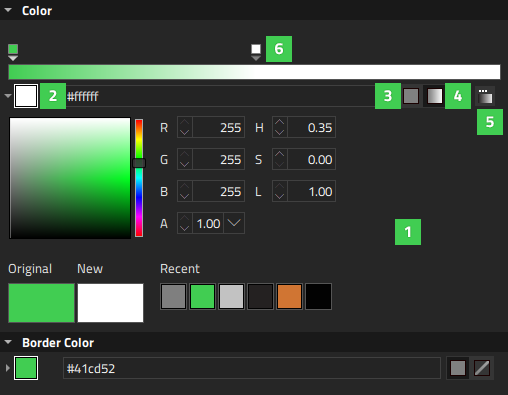 Color
6
2 #ffffff 3 4
5
R 255 H 0.35
G 255 S 0.00
B 255 L 1.00
A 1.00
1
Original New Recent
Border Color
#41cd52